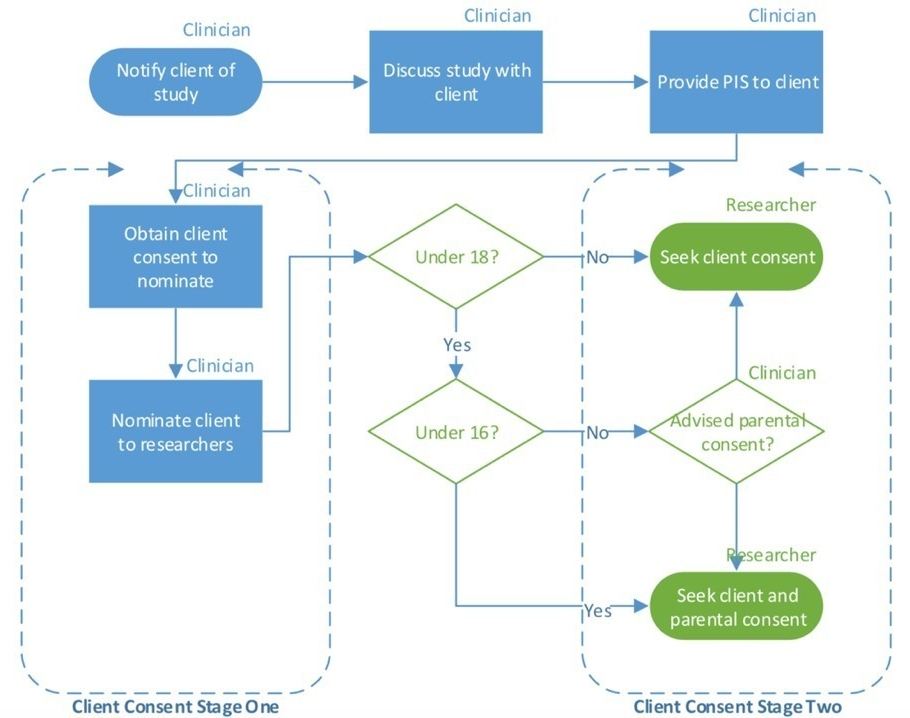 Clinician
Notify client of
study
Clinician
Discuss study with
client
Clinician
Provide PIS to client
Clinician
Obtain client
consent to
nominate
Clinician
Nominate client
to researchers
Under 18?
No
Yes
Under 16?
No
Yes
Researcher
Seek client consent
Clinician
Advised parental
consent?
Researcher
Seek client and
parental consent
Client Consent Stage One
Client Consent Stage Two